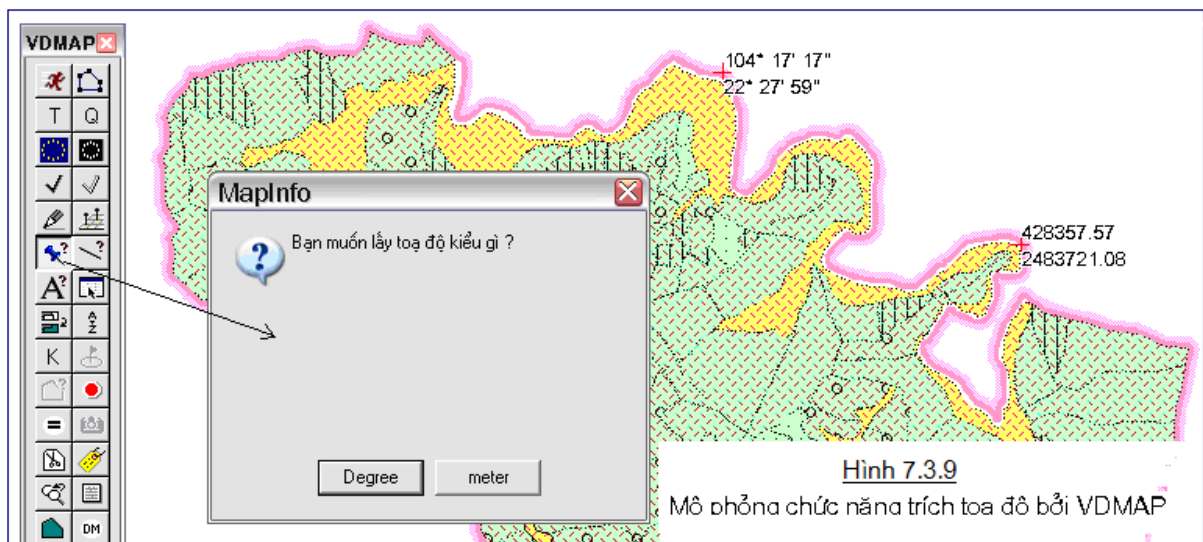 VDMAP
T Q
A?
A Z
K
=
DM
104* 17' 17"
22* 27' 59"
MapInfo
Bạn muốn lấy toạ độ kiểu gì ?
Degree meter
428357.57
2483721.08
Hình 7.3.9
Mô phỏng chức năng trích toạ độ bởi VDMAP